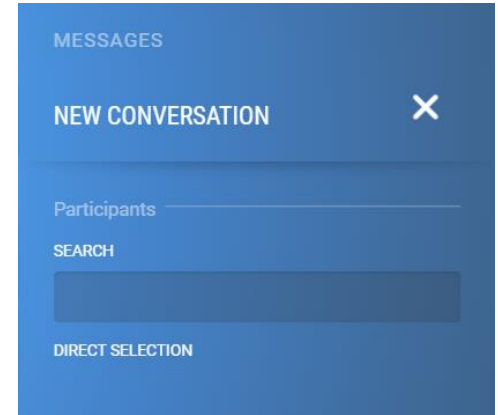 MESSAGES
NEW CONVERSATION
Participants
SEARCH
DIRECT SELECTION